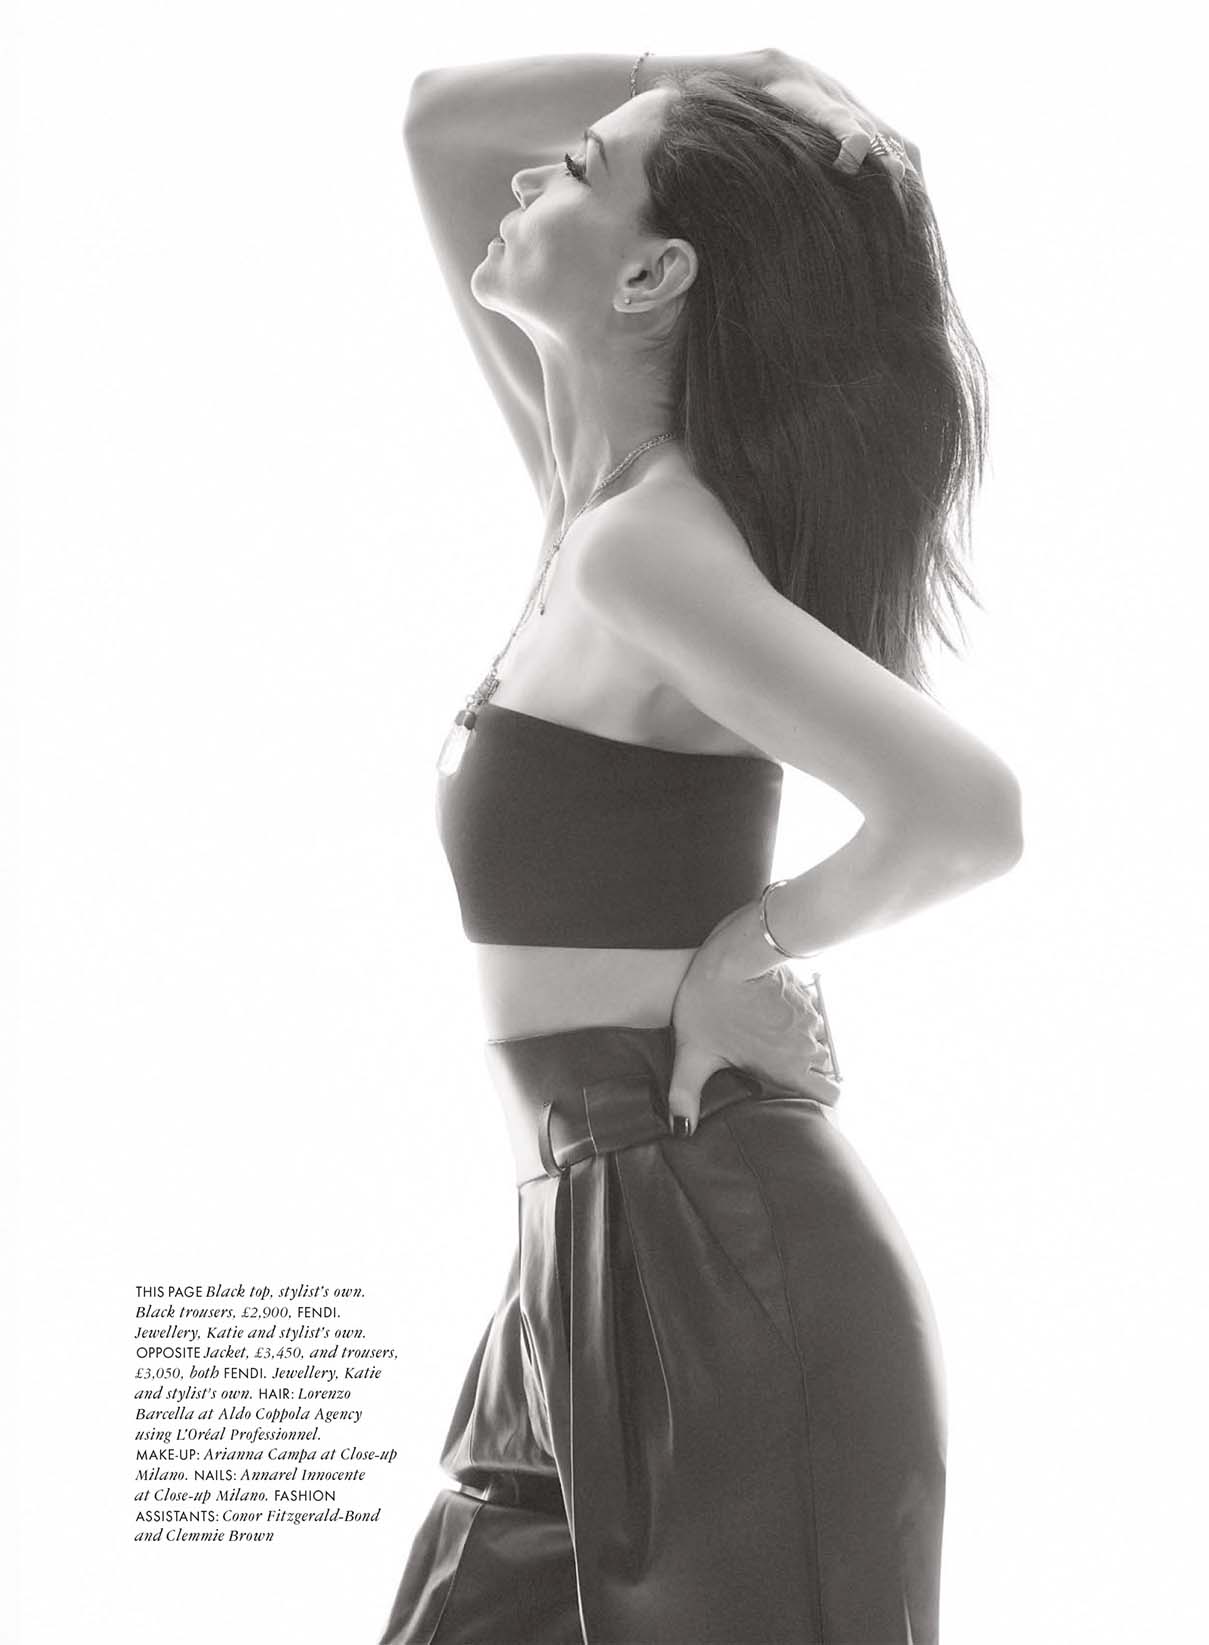 THIS PAGE Black top, stylist's own.
Black trousers, £2,900, FENDI.
Jewellery, Katie and stylist's own.
OPPOSITE Jacket, £3,450, and trousers,
£3,050, both FENDI. Jewellery, Katie
and stylist's own. HAIR: Lorenzo
Barcella at Aldo Coppola Agency
using L'Oréal Professionnel.
MAKE-UP: Arianna Campa at Close-up
Milano. NAILS: Annarel Innocente
at Close-up Milano. FASHION
ASSISTANTS: Conor Fitzgerald-Bond
and Clemmie Brown